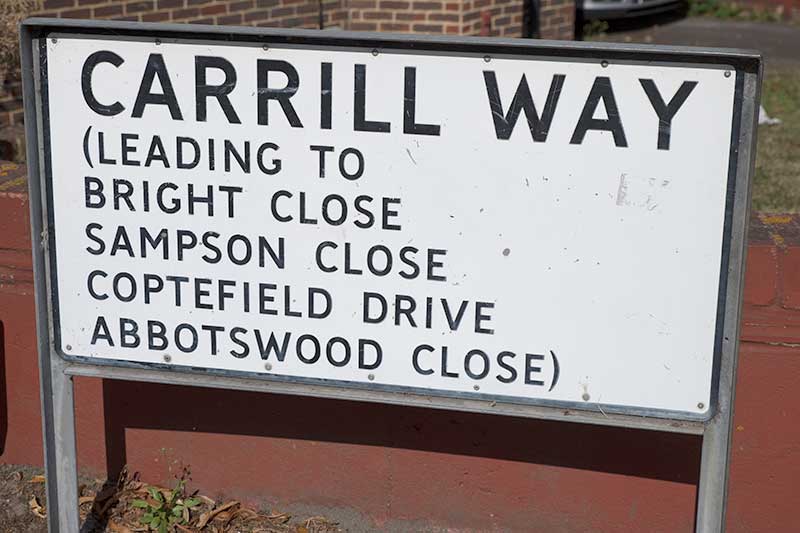 CARRILL WAY
(LEADING TO
BRIGHT CLOSE
SAMPSON CLOSE
COPTEFIELD DRIVE
ABBOTSWOOD CLOSE)